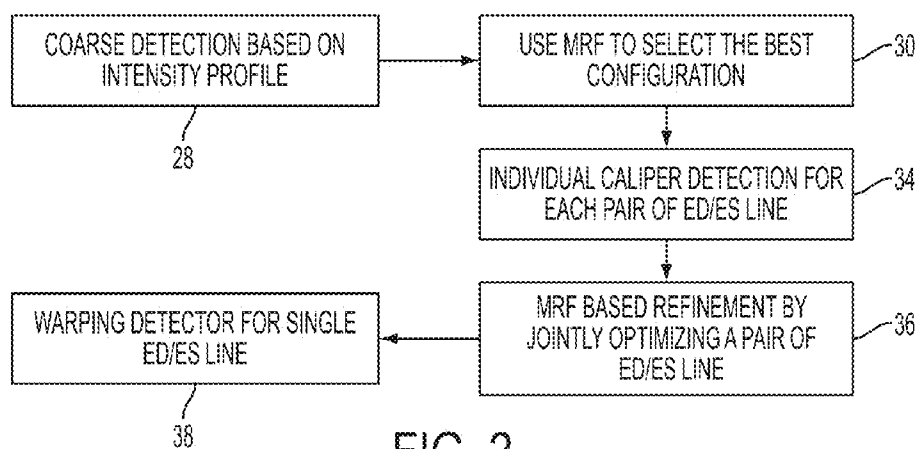 COARSE DETECTION BASED ON
INTENSITY PROFILE
28
USE MRF TO SELECT THE BEST
CONFIGURATION
30
INDIVIDUAL CALIPER DETECTION FOR
EACH PAIR OF ED/ES LINE
34
MRF BASED REFINEMENT BY
JOINTLY OPTIMIZING A PAIR OF
ED/ES LINE
36
WARPING DETECTOR FOR SINGLE
ED/ES LINE
38